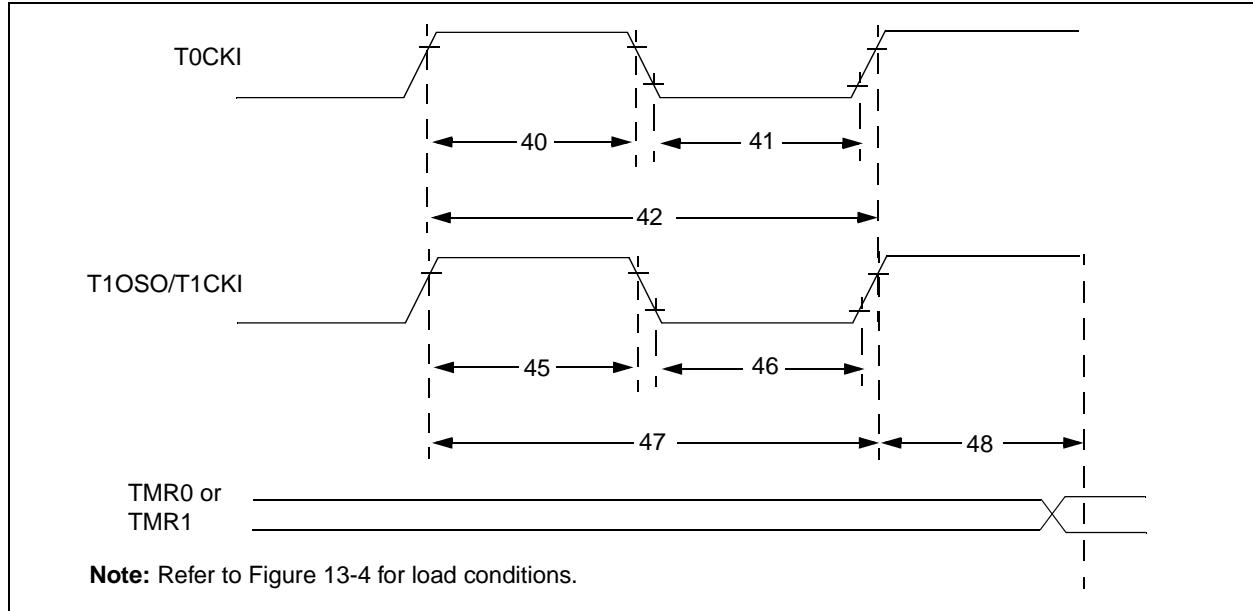 T0CKI
40
41
42
T1OSO/T1CKI
45
46
47
48
TMR0 or
TMR1
Note: Refer to Figure 13-4 for load conditions.